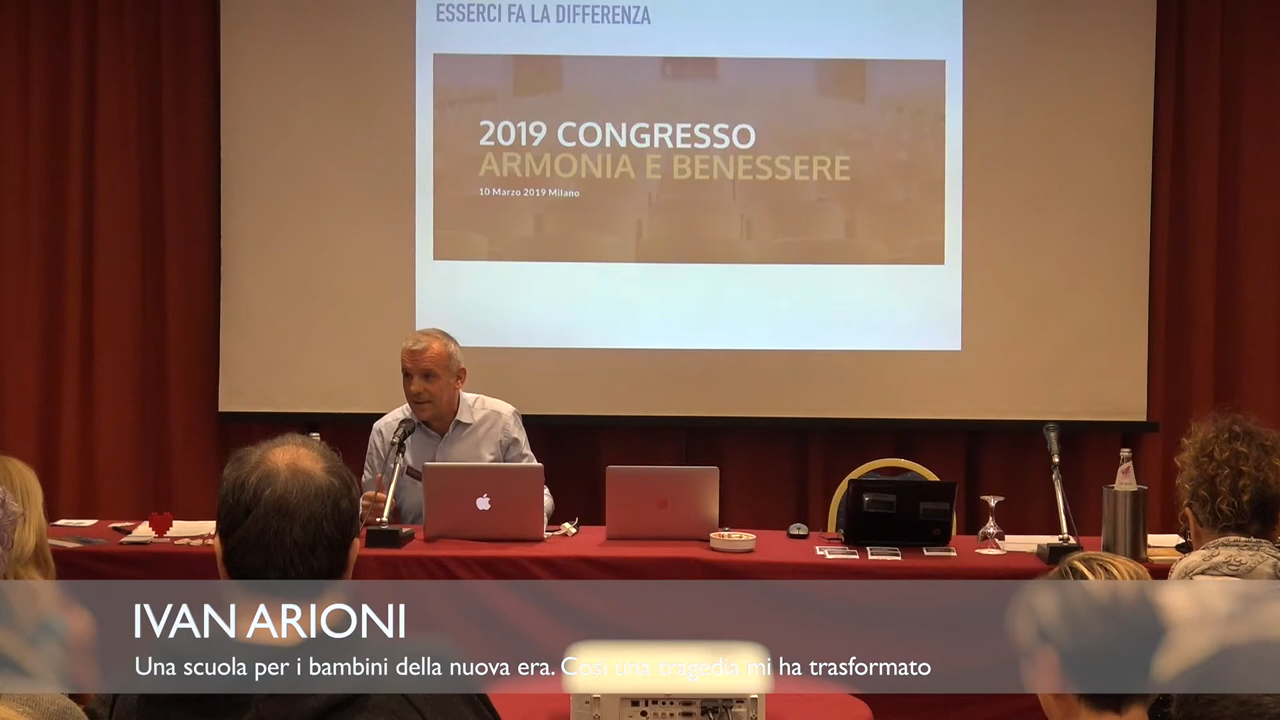 ESSERCI FA LA DIFFERENZA
2019 CONGRESSO
ARMONIA E BENESSERE
10 Marzo 2019 Milano
IVAN ARIONI
Una scuola per i bambini della nuova era. Così una tragedia mi ha trasformato